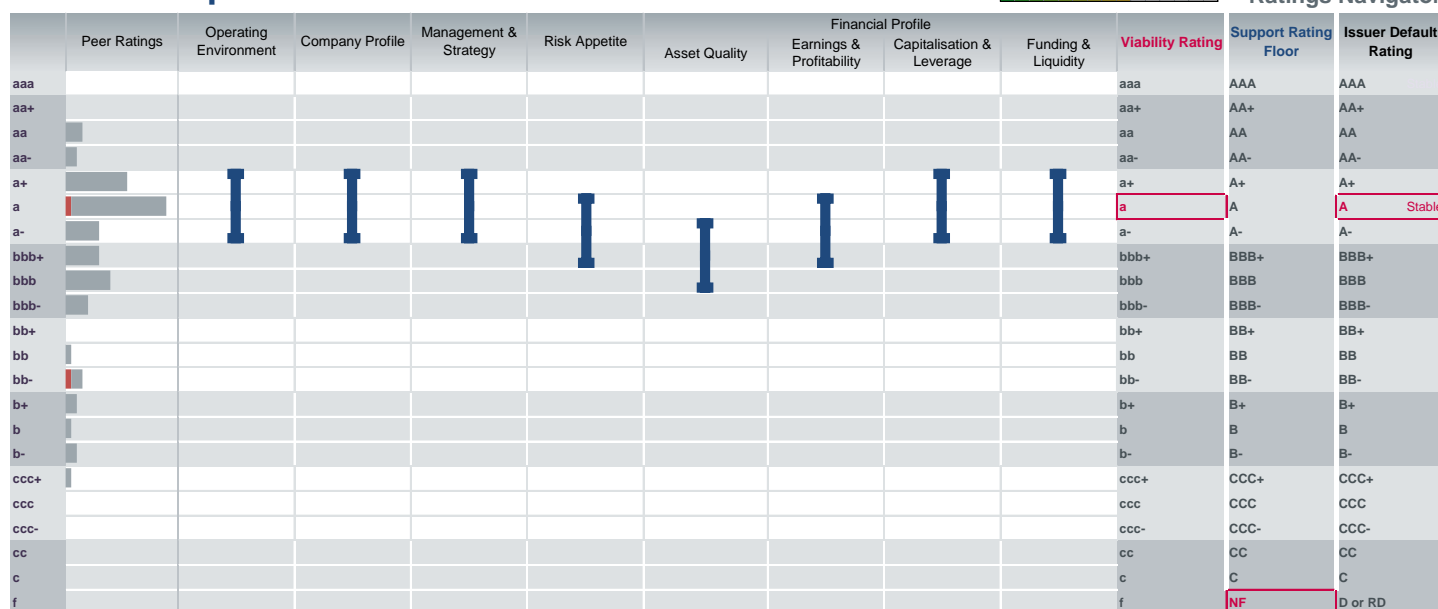 Ratings Navigator
Financial Profile
Peer Ratings Operating Environment Company Profile Management & Strategy Risk Appetite Asset Quality Earnings & Profitability Capitalisation & Leverage Funding & Liquidity Viability Rating Support Rating Floor Issuer Default Rating
aaa aaa AAA AAA
aa+ aa+ AA+ AA+
aa aa AA AA
aa- aa- AA- AA-
a+ a+ A+ A+
a a A A Stable
a- a- A- A-
bbb+ bbb+ BBB+ BBB+
bbb bbb BBB BBB
bbb- bbb- BBB- BBB-
bb+ bb+ BB+ BB+
bb bb BB BB
bb- bb- BB- BB-
b+ b+ B+ B+
b b B B
b- b- B- B-
ccc+ ccc+ CCC+ CCC+
ccc ccc CCC CCC
ccc- ccc- CCC- CCC-
cc cc CC CC
c c C C
f f NF D or RD